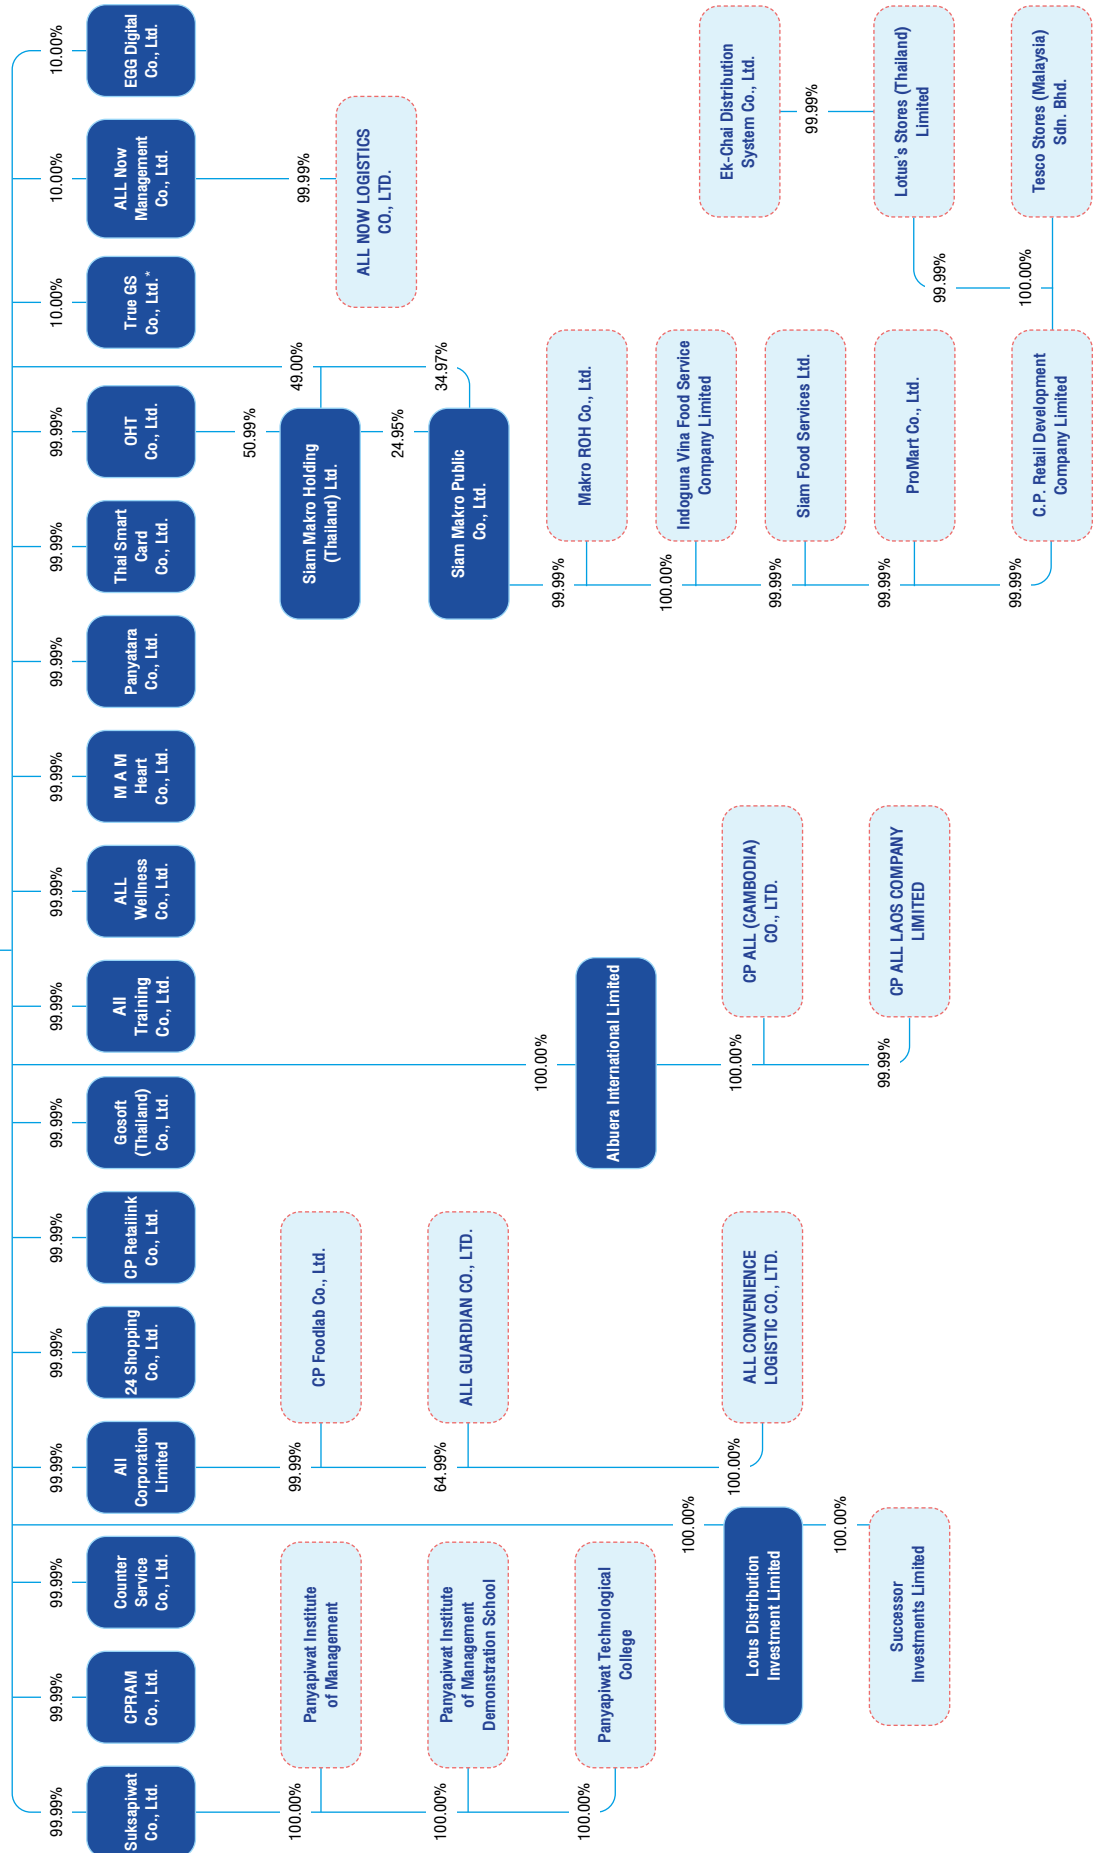 99.99%
Suksapiwat
Co., Ltd.
99.99%
CPRAM
Co., Ltd.
99.99%
Counter
Service
Co., Ltd.
99.99%
All
Corporation
Limited
99.99%
24 Shopping
Co., Ltd.
99.99%
CP Retailink
Co., Ltd.
99.99%
Gosoft
(Thailand)
Co., Ltd.
99.99%
All
Training
Co., Ltd.
99.99%
ALL
Wellness
Co., Ltd.
99.99%
M A M
Heart
Co., Ltd.
99.99%
Panyatara
Co., Ltd.
99.99%
Thai Smart
Card
Co., Ltd.
99.99%
OHT
Co., Ltd.
10.00%
True GS
Co., Ltd.*
10.00%
ALL Now
Management
Co., Ltd.
10.00%
EGG Digital
Co., Ltd.
100.00%
Panyapiwat Institute
of Management
100.00%
Panyapiwat Institute
of Management
Demonstration School
100.00%
Panyapiwat Technological
College
100.00%
Lotus Distribution
Investment Limited
100.00%
Successor
Investments Limited
99.99%
CP Foodlab Co., Ltd.
64.99%
ALL GUARDIAN CO., LTD.
100.00%
ALL CONVENIENCE
LOGISTIC CO., LTD.
100.00%
Albuera International Limited
100.00%
CP ALL (CAMBODIA)
CO., LTD.
99.99%
CP ALL LAOS COMPANY
LIMITED
50.99%
49.00%
Siam Makro Holding
(Thailand) Ltd.
24.95%
34.97%
Siam Makro Public
Co., Ltd.
99.99%
Makro ROH Co., Ltd.
100.00%
Indoguna Vina Food Service
Company Limited
99.99%
Siam Food Services Ltd.
99.99%
ProMart Co., Ltd.
99.99%
C.P. Retail Development
Company Limited
99.99%
ALL NOW LOGISTICS
CO., LTD.
Ek-Chai Distribution
System Co., Ltd.
99.99%
Lotus's Stores (Thailand)
Limited
99.99%
100.00%
Tesco Stores (Malaysia)
Sdn. Bhd.